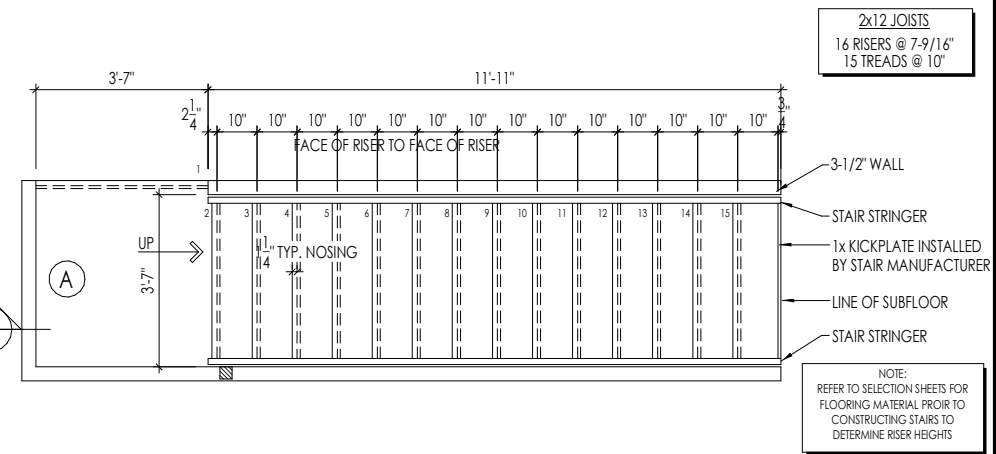 2x12 JOISTS
16 RISERS @ 7-9/16"
15 TREADS @ 10"
3'-7"
11'-11"
2 1/4"
10" 10" 10" 10" 10" 10" 10" 10" 10" 10" 10" 10" 10" 10"
3/4"
FACE OF RISER TO FACE OF RISER
1
3-1/2" WALL
2 3 4 5 6 7 8 9 10 11 12 13 14 15
STAIR STRINGER
UP
1 1/4" TYP. NOSING
1x KICKPLATE INSTALLED
BY STAIR MANUFACTURER
A
3'-7"
LINE OF SUBFLOOR
STAIR STRINGER
NOTE:
REFER TO SELECTION SHEETS FOR
FLOORING MATERIAL PROIR TO
CONSTRUCTING STAIRS TO
DETERMINE RISER HEIGHTS